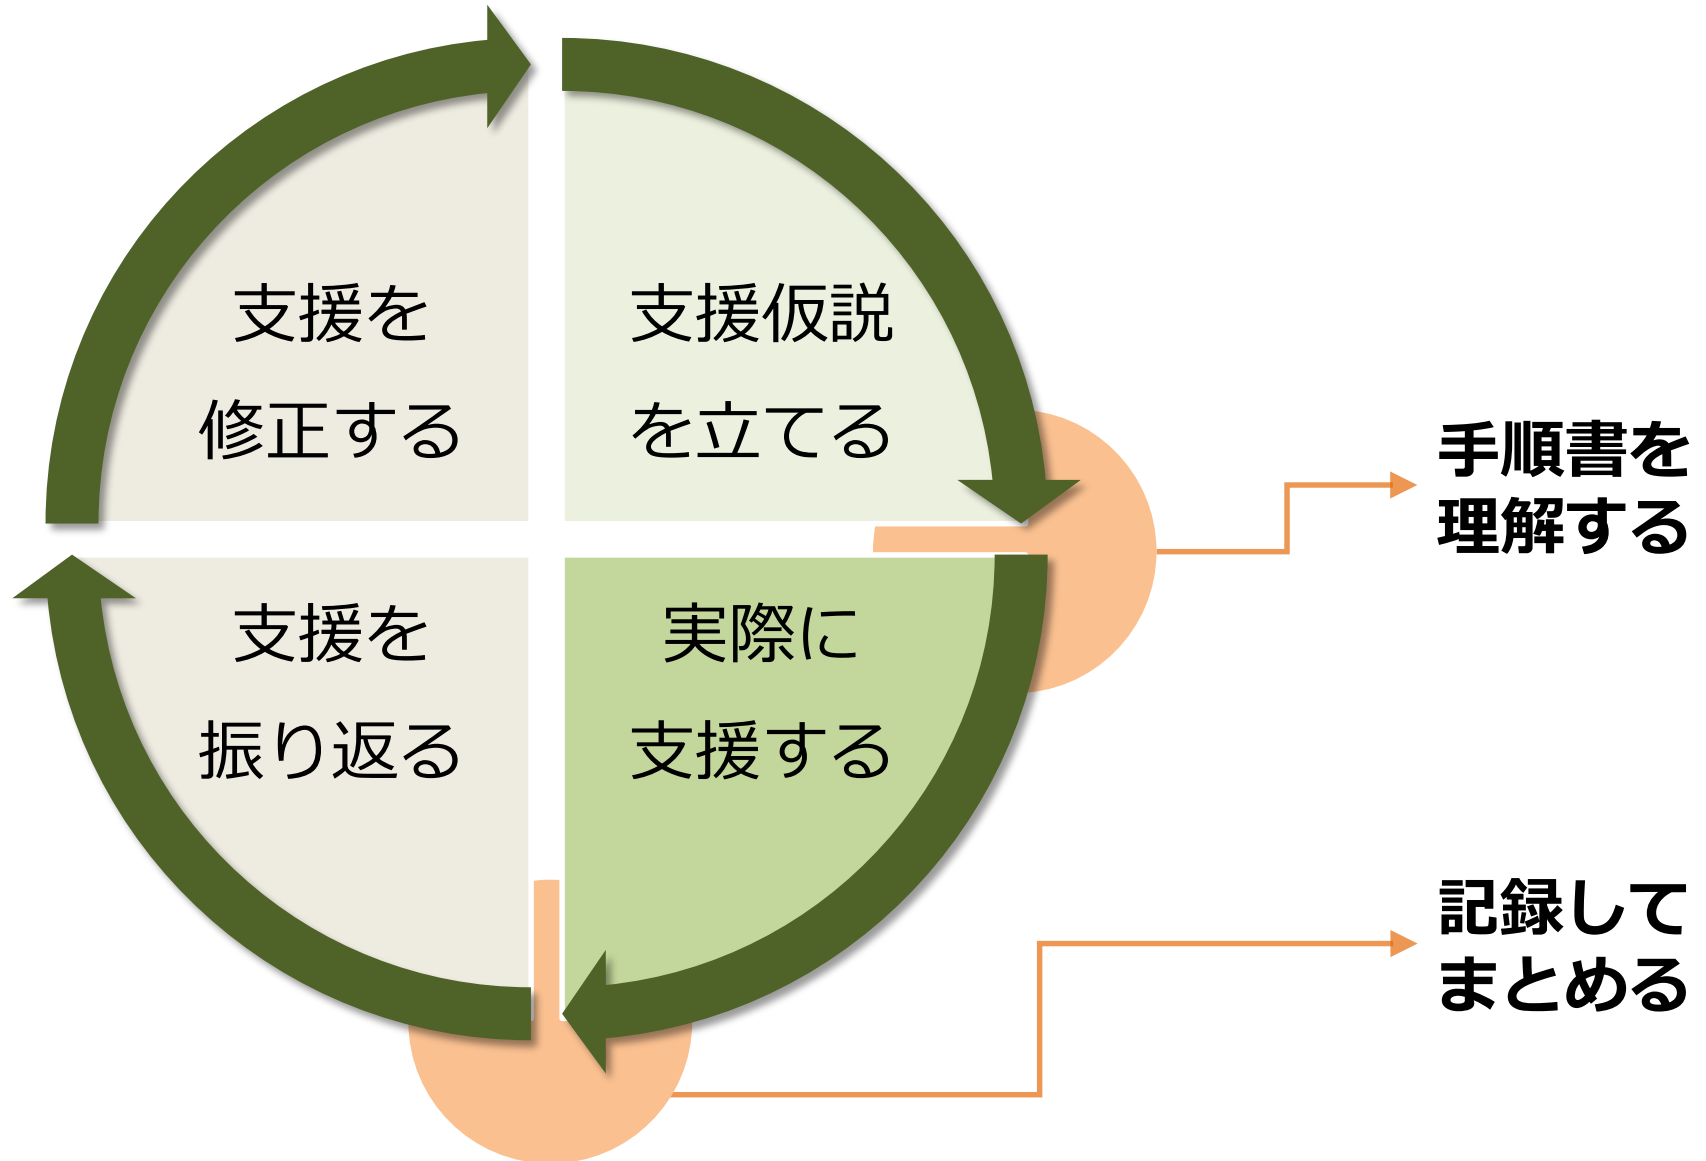 支援を
修正する
支援仮説
を立てる
支援を
振り返る
実際に
支援する
手順書を
理解する
記録して
まとめる